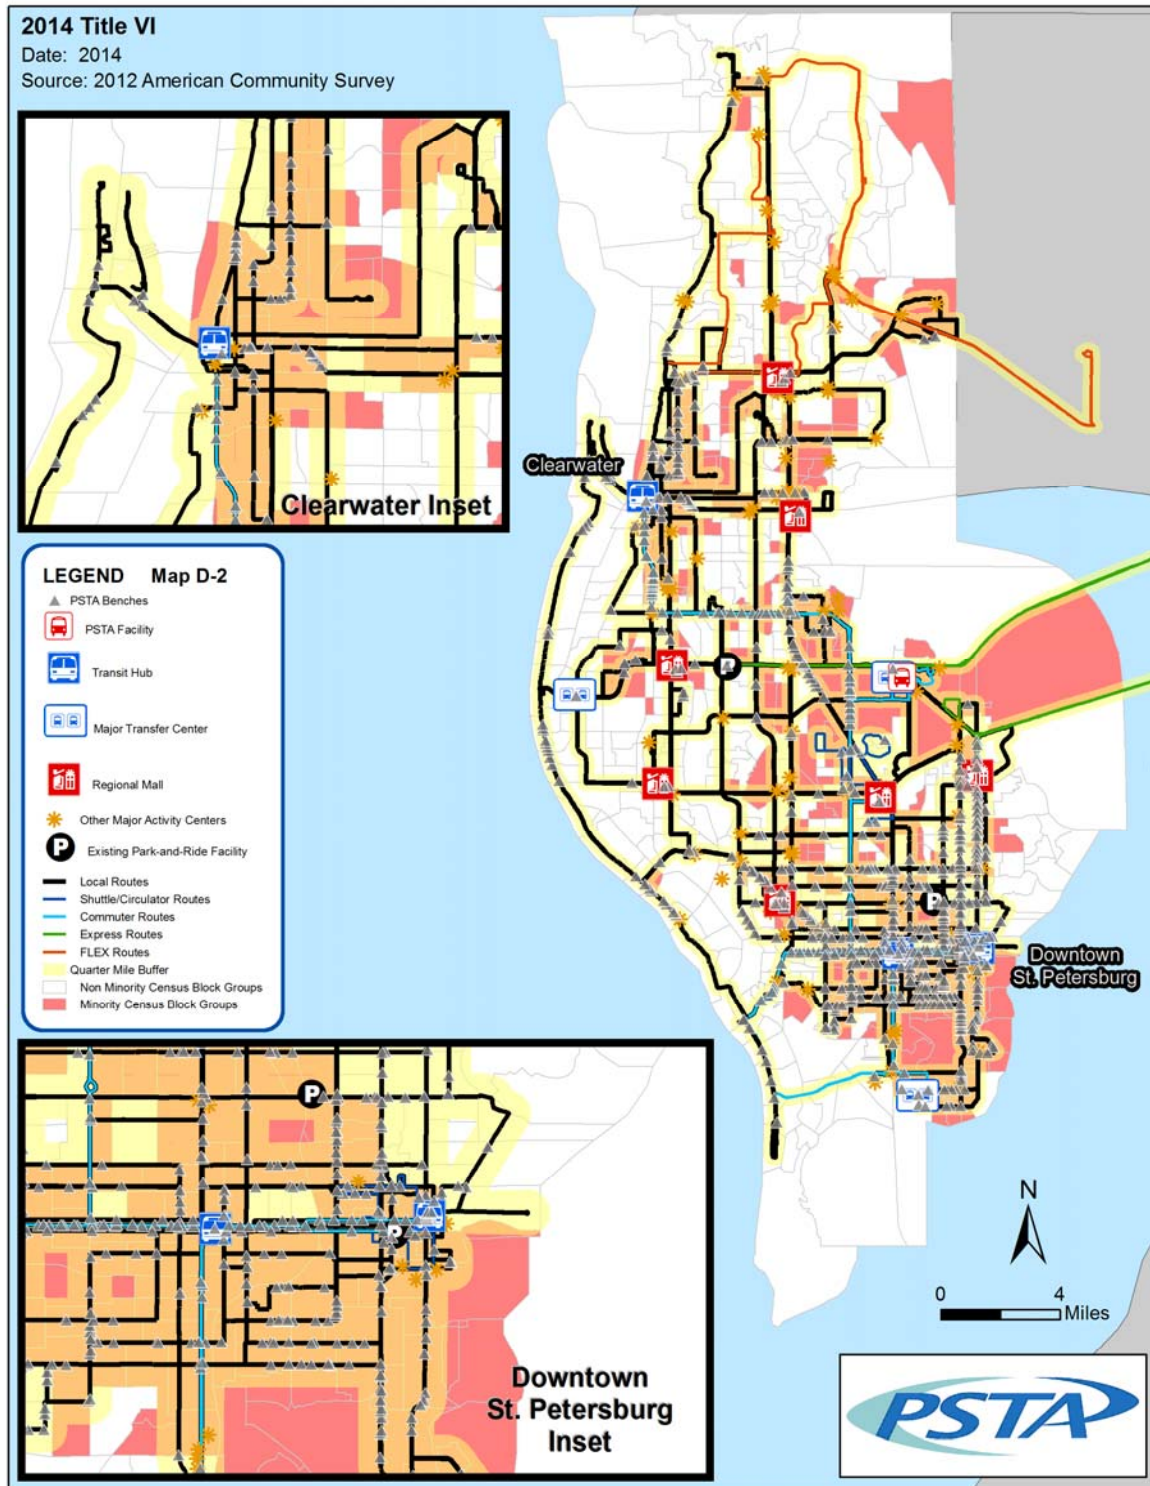 2014 Title VI
Date: 2014
Source: 2012 American Community Survey
Clearwater Inset
Clearwater
LEGEND Map D-2
PSTA Benches
PSTA Facility
Transit Hub
Major Transfer Center
Regional Mall
Other Major Activity Centers
P
Existing Park-and-Ride Facility
Local Routes
Shuttle/Circulator Routes
Commuter Routes
Express Routes
FLEX Routes
Quarter Mile Buffer
Non Minority Census Block Groups
Minority Census Block Groups
P
P
Downtown
St. Petersburg
P
P
Downtown
St. Petersburg
Inset
N
0 4
Miles
PSTA